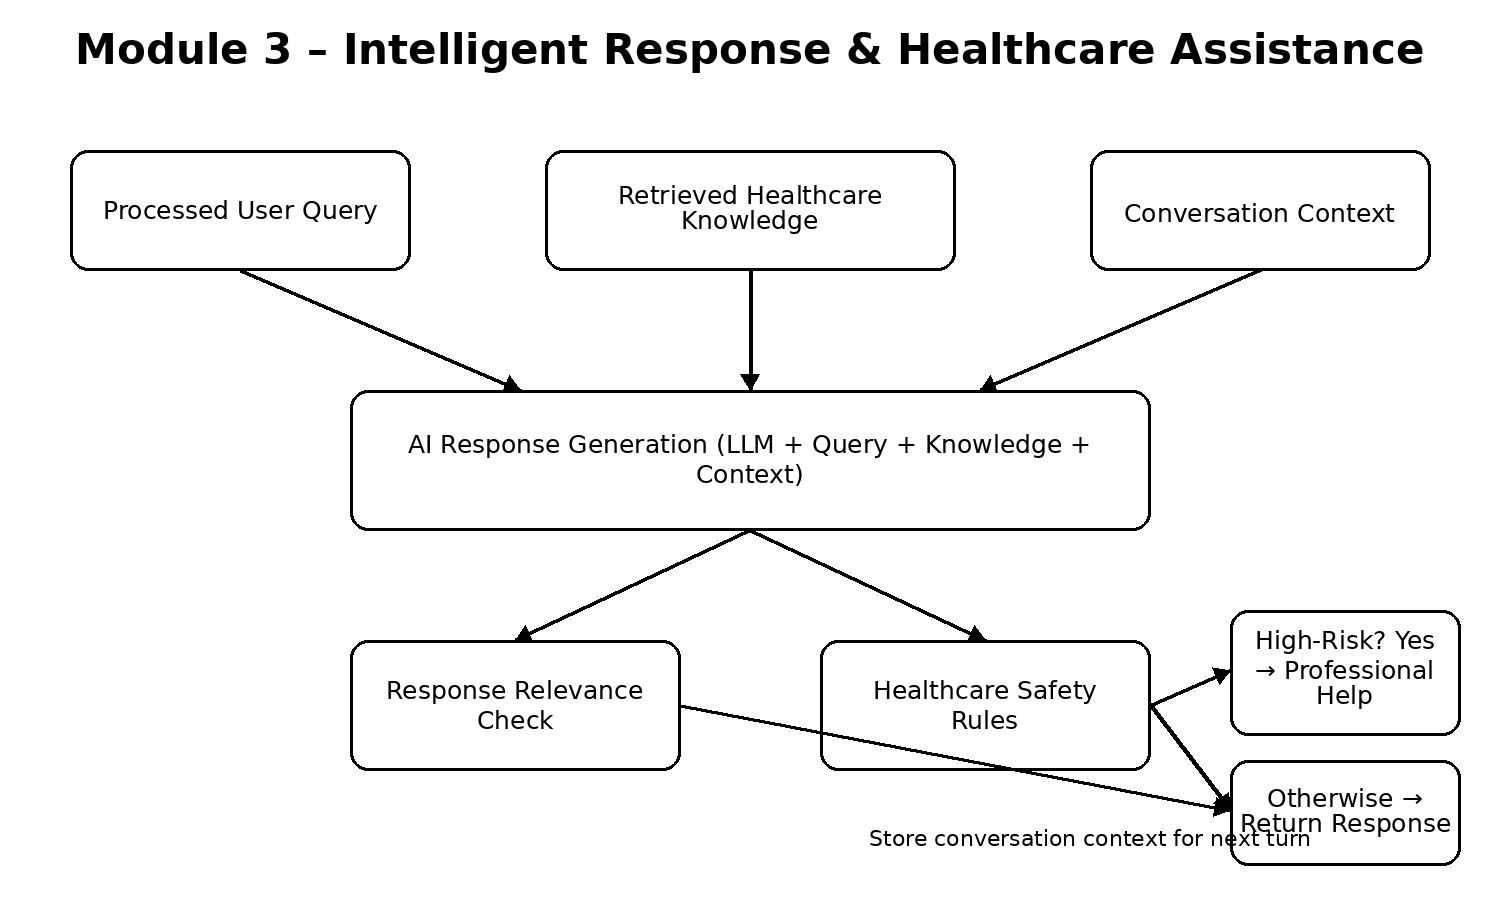 Module 3 – Intelligent Response & Healthcare Assistance
Processed User Query
Retrieved Healthcare
Knowledge
Conversation Context
AI Response Generation (LLM + Query + Knowledge +
Context)
Response Relevance
Check
Healthcare Safety
Rules
High-Risk? Yes
→ Professional
Help
Otherwise →
Return Response
Store conversation context for next turn